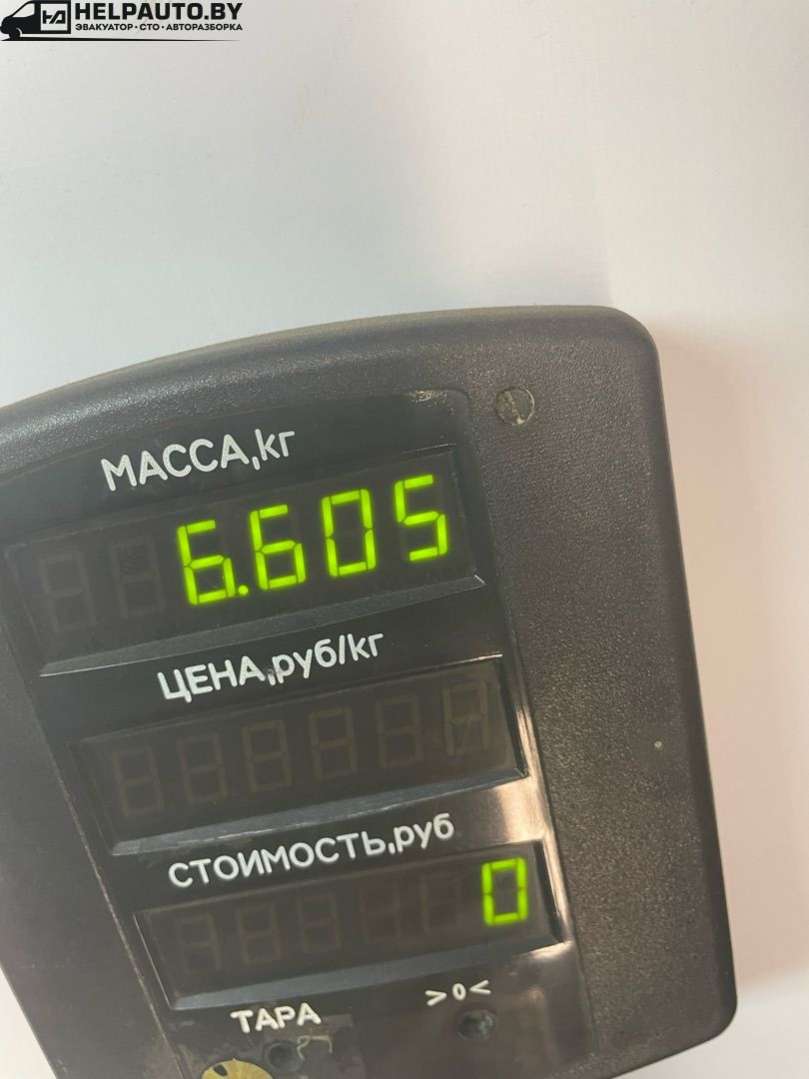 HELPAUTO.BY
ЭВАКУАТОР • СТО • АВТОРАЗБОРКА
МАССА,кг
6.605
ЦЕНА,руб/кг
СТОИМОСТЬ,руб
0
ТАРА
>0<